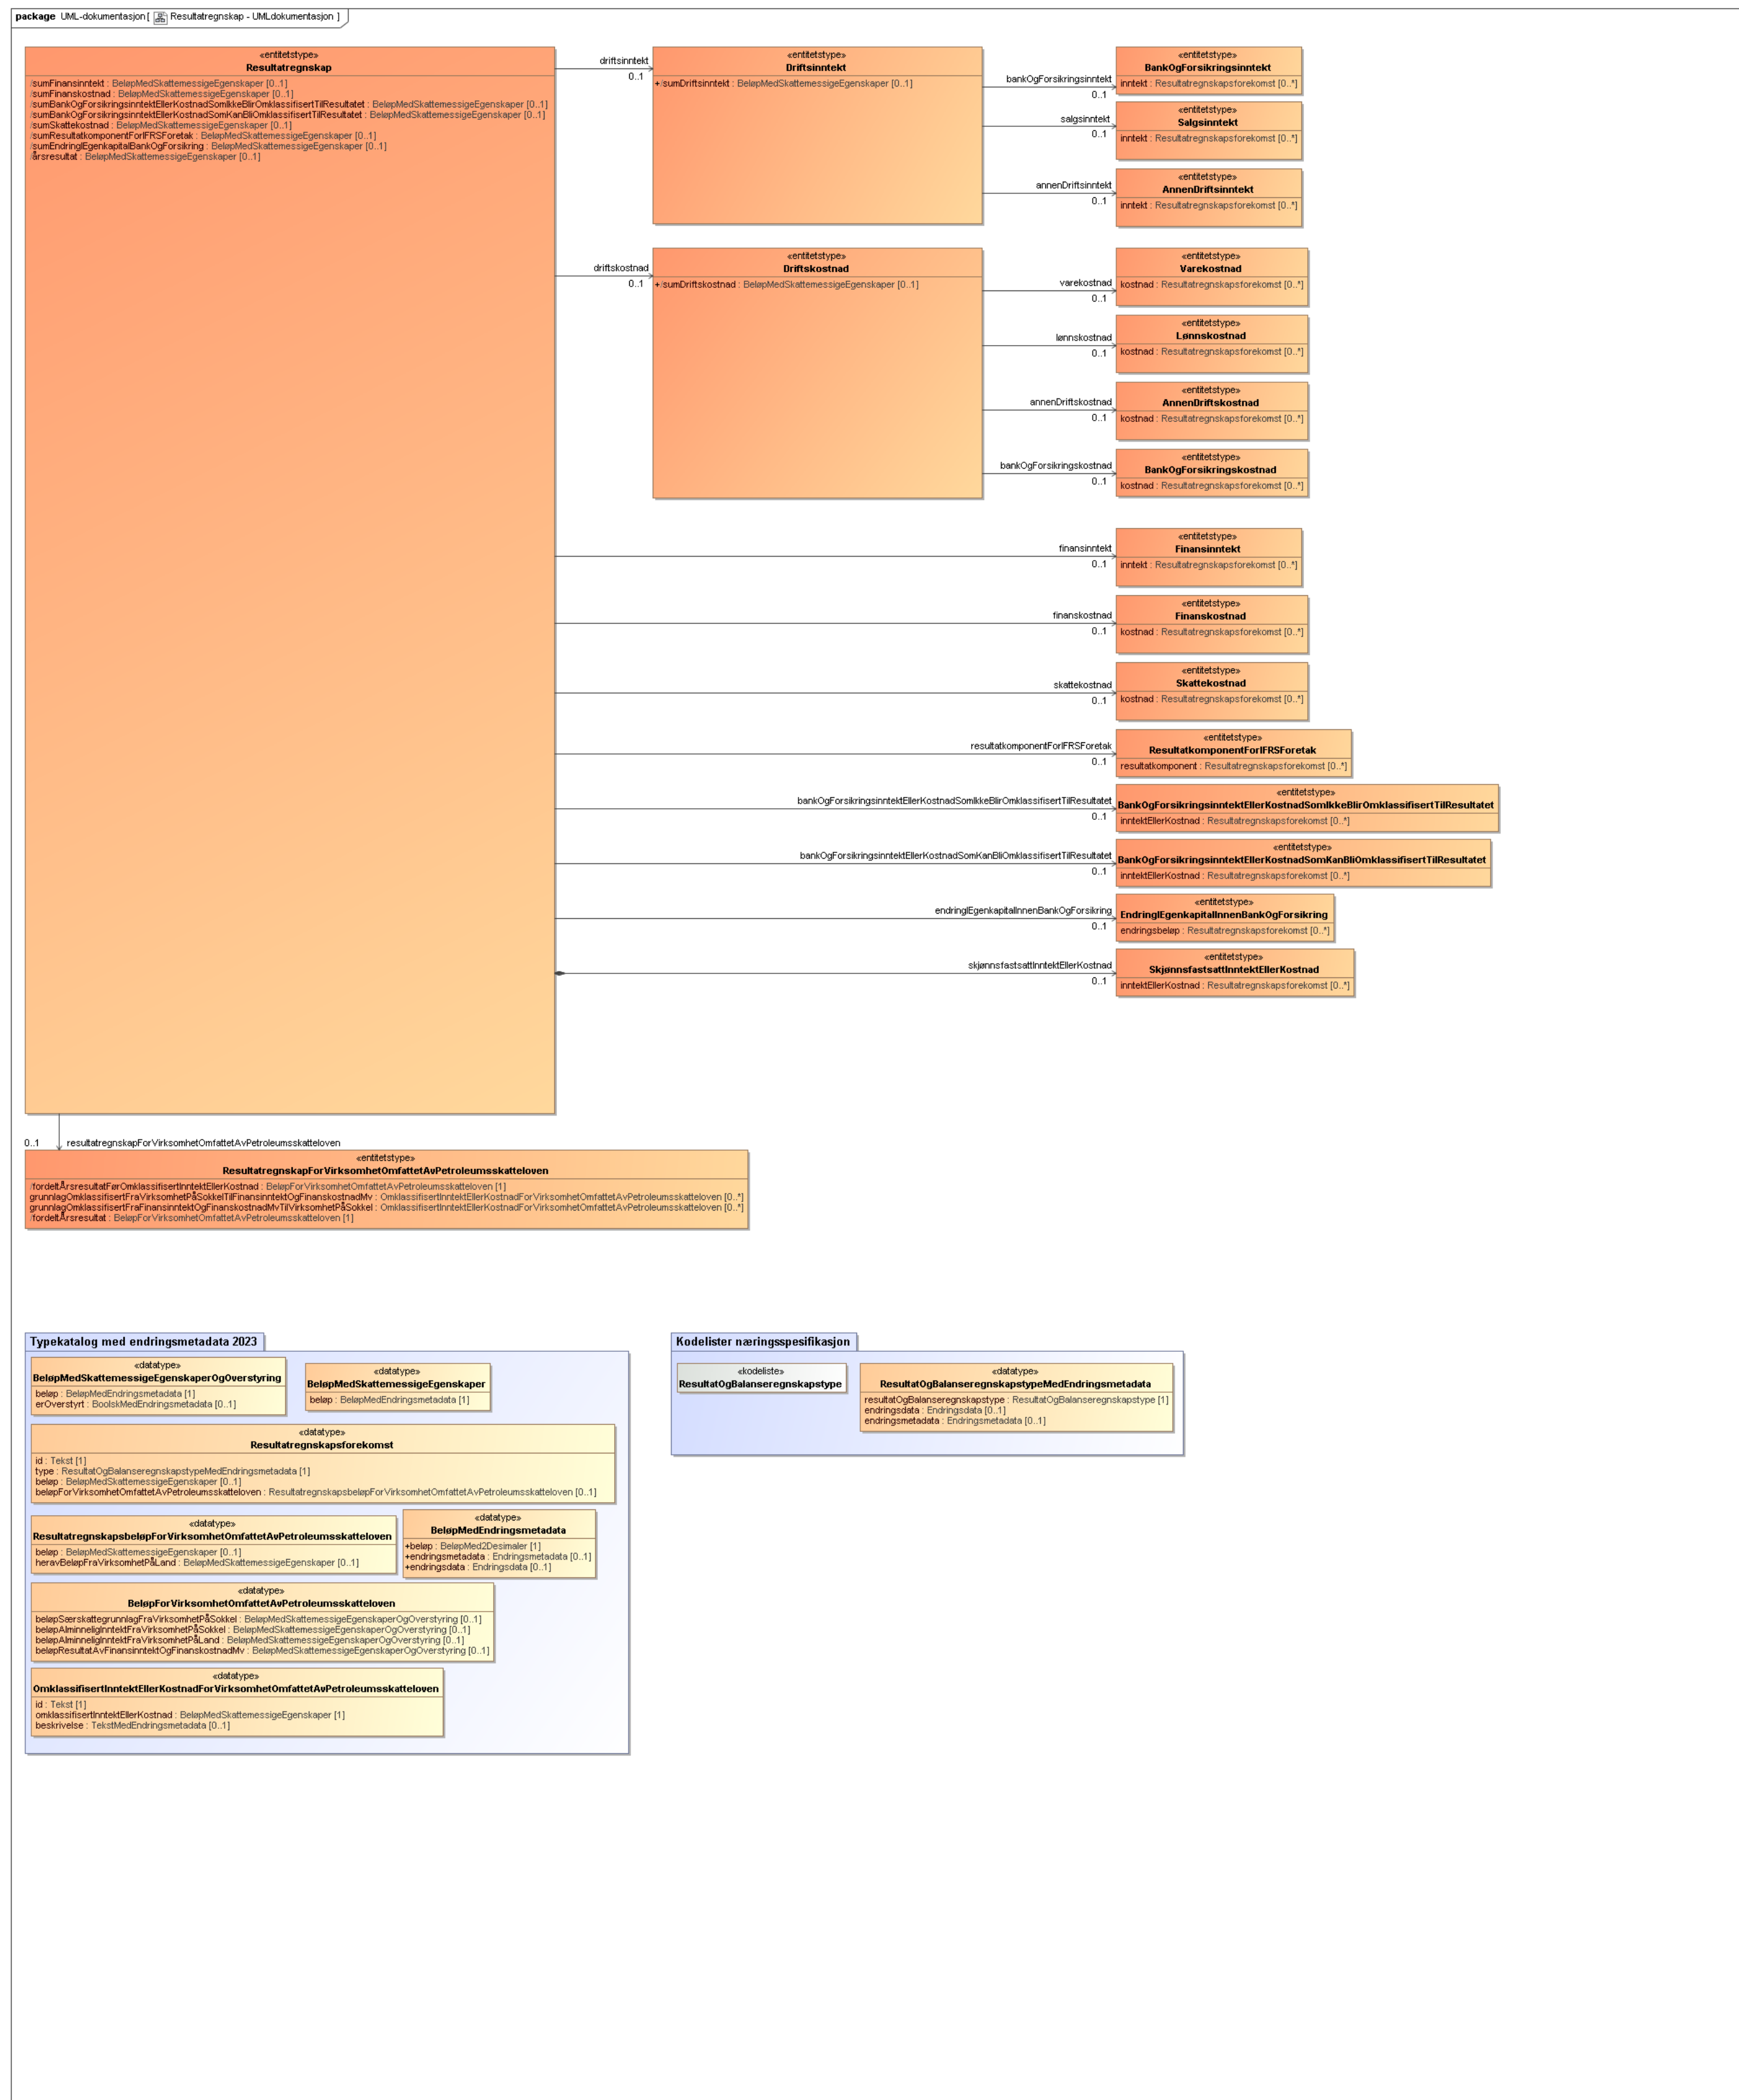 package UML-dokumentasjon [ Resultatregnskap - UMLdokumentasjon ]
«entitetstype»
Resultatregnskap
/sumFinansinntekt : BeløpMedSkattemessigeEgenskaper [0..1]
/sumFinanskostnad : BeløpMedSkattemessigeEgenskaper [0..1]
/sumBankOgForsikringsinntektEllerKostnadSomIkkeBlirOmklassifisertTilResultatet : BeløpMedSkattemessigeEgenskaper [0..1]
/sumBankOgForsikringsinntektEllerKostnadSomKanBliOmklassifisertTilResultatet : BeløpMedSkattemessigeEgenskaper [0..1]
/sumSkattekostnad : BeløpMedSkattemessigeEgenskaper [0..1]
/sumResultatkomponentForIFRSForetak : BeløpMedSkattemessigeEgenskaper [0..1]
/sumEndringIEgenkapitalBankOgForsikring : BeløpMedSkattemessigeEgenskaper [0..1]
/årsresultat : BeløpMedSkattemessigeEgenskaper [0..1]
driftsinntekt
0..1
«entitetstype»
Driftsinntekt
+/sumDriftsinntekt : BeløpMedSkattemessigeEgenskaper [0..1]
bankOgForsikringsinntekt
0..1
«entitetstype»
BankOgForsikringsinntekt
inntekt : Resultatregnskapsforekomst [0..*]
salgsinntekt
0..1
«entitetstype»
Salgsinntekt
inntekt : Resultatregnskapsforekomst [0..*]
annenDriftsinntekt
0..1
«entitetstype»
AnnenDriftsinntekt
inntekt : Resultatregnskapsforekomst [0..*]
driftskostnad
0..1
«entitetstype»
Driftskostnad
+/sumDriftskostnad : BeløpMedSkattemessigeEgenskaper [0..1]
varekostnad
0..1
«entitetstype»
Varekostnad
kostnad : Resultatregnskapsforekomst [0..*]
lønnskostnad
0..1
«entitetstype»
Lønnskostnad
kostnad : Resultatregnskapsforekomst [0..*]
annenDriftskostnad
0..1
«entitetstype»
AnnenDriftskostnad
kostnad : Resultatregnskapsforekomst [0..*]
bankOgForsikringskostnad
0..1
«entitetstype»
BankOgForsikringskostnad
kostnad : Resultatregnskapsforekomst [0..*]
finansinntekt
0..1
«entitetstype»
Finansinntekt
inntekt : Resultatregnskapsforekomst [0..*]
finanskostnad
0..1
«entitetstype»
Finanskostnad
kostnad : Resultatregnskapsforekomst [0..*]
skattekostnad
0..1
«entitetstype»
Skattekostnad
kostnad : Resultatregnskapsforekomst [0..*]
resultatkomponentForIFRSForetak
0..1
«entitetstype»
ResultatkomponentForIFRSForetak
resultatkomponent : Resultatregnskapsforekomst [0..*]
bankOgForsikringsinntektEllerKostnadSomIkkeBlirOmklassifisertTilResultatet
0..1
«entitetstype»
BankOgForsikringsinntektEllerKostnadSomIkkeBlirOmklassifisertTilResultatet
inntektEllerKostnad : Resultatregnskapsforekomst [0..*]
bankOgForsikringsinntektEllerKostnadSomKanBliOmklassifisertTilResultatet
0..1
«entitetstype»
BankOgForsikringsinntektEllerKostnadSomKanBliOmklassifisertTilResultatet
inntektEllerKostnad : Resultatregnskapsforekomst [0..*]
endringIEgenkapitalInnenBankOgForsikring
0..1
«entitetstype»
EndringIEgenkapitalInnenBankOgForsikring
endringsbeløp : Resultatregnskapsforekomst [0..*]
skjønnsfastsattInntektEllerKostnad
0..1
«entitetstype»
SkjønnsfastsattInntektEllerKostnad
inntektEllerKostnad : Resultatregnskapsforekomst [0..*]
0..1
resultatregnskapForVirksomhetOmfattetAvPetroleumsskatteloven
«entitetstype»
ResultatregnskapForVirksomhetOmfattetAvPetroleumsskatteloven
/fordeltÅrsresultatFørOmklassifisertInntektEllerKostnad : BeløpForVirksomhetOmfattetAvPetroleumsskatteloven [1]
grunnlagOmklassifisertFraVirksomhetPåSokkelTilFinansinntektOgFinanskostnadMv : OmklassifisertInntektEllerKostnadForVirksomhetOmfattetAvPetroleumsskatteloven [0..*]
grunnlagOmklassifisertFraFinansinntektOgFinanskostnadMvTilVirksomhetPåSokkel : OmklassifisertInntektEllerKostnadForVirksomhetOmfattetAvPetroleumsskatteloven [0..*]
/fordeltÅrsresultat : BeløpForVirksomhetOmfattetAvPetroleumsskatteloven [1]
Typekatalog med endringsmetadata 2023
«datatype»
BeløpMedSkattemessigeEgenskaperOgOverstyring
beløp : BeløpMedEndringsmetadata [1]
erOverstyrt : BoolskMedEndringsmetadata [0..1]
«datatype»
BeløpMedSkattemessigeEgenskaper
beløp : BeløpMedEndringsmetadata [1]
«datatype»
Resultatregnskapsforekomst
id : Tekst [1]
type : ResultatOgBalanseregnskapstypeMedEndringsmetadata [1]
beløp : BeløpMedSkattemessigeEgenskaper [0..1]
beløpForVirksomhetOmfattetAvPetroleumsskatteloven : ResultatregnskapsbeløpForVirksomhetOmfattetAvPetroleumsskatteloven [0..1]
«datatype»
ResultatregnskapsbeløpForVirksomhetOmfattetAvPetroleumsskatteloven
beløp : BeløpMedSkattemessigeEgenskaper [0..1]
heravBeløpFraVirksomhetPåLand : BeløpMedSkattemessigeEgenskaper [0..1]
«datatype»
BeløpMedEndringsmetadata
+beløp : BeløpMed2Desimaler [1]
+endringsmetadata : Endringsmetadata [0..1]
+endringsdata : Endringsdata [0..1]
«datatype»
BeløpForVirksomhetOmfattetAvPetroleumsskatteloven
beløpSærskattegrunnlagFraVirksomhetPåSokkel : BeløpMedSkattemessigeEgenskaperOgOverstyring [0..1]
beløpAlminneligInntektFraVirksomhetPåSokkel : BeløpMedSkattemessigeEgenskaperOgOverstyring [0..1]
beløpAlminneligInntektFraVirksomhetPåLand : BeløpMedSkattemessigeEgenskaperOgOverstyring [0..1]
beløpResultatAvFinansinntektOgFinanskostnadMv : BeløpMedSkattemessigeEgenskaperOgOverstyring [0..1]
«datatype»
OmklassifisertInntektEllerKostnadForVirksomhetOmfattetAvPetroleumsskatteloven
id : Tekst [1]
omklassifisertInntektEllerKostnad : BeløpMedSkattemessigeEgenskaper [1]
beskrivelse : TekstMedEndringsmetadata [0..1]
Kodelister næringsspesifikasjon
«kodeliste»
ResultatOgBalanseregnskapstype
«datatype»
ResultatOgBalanseregnskapstypeMedEndringsmetadata
resultatOgBalanseregnskapstype : ResultatOgBalanseregnskapstype [1]
endringsdata : Endringsdata [0..1]
endringsmetadata : Endringsmetadata [0..1]